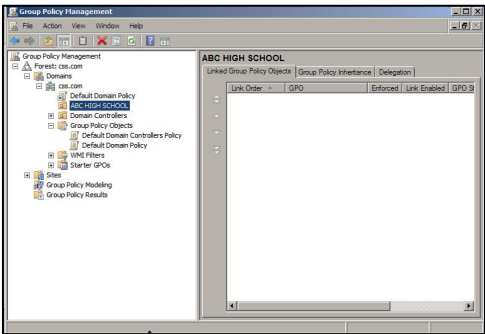 Group Policy Management
File Action View Window Help
Group Policy Management
Forest: css.com
Domains
css.com
Default Domain Policy
ABC HIGH SCHOOL
Domain Controllers
Group Policy Objects
Default Domain Controllers Policy
Default Domain Policy
WMI Filters
Starter GPOs
Sites
Group Policy Modeling
Group Policy Results
ABC HIGH SCHOOL
Linked Group Policy Objects Group Policy Inheritance Delegation
Link Order GPO Enforced Link Enabled GPO St